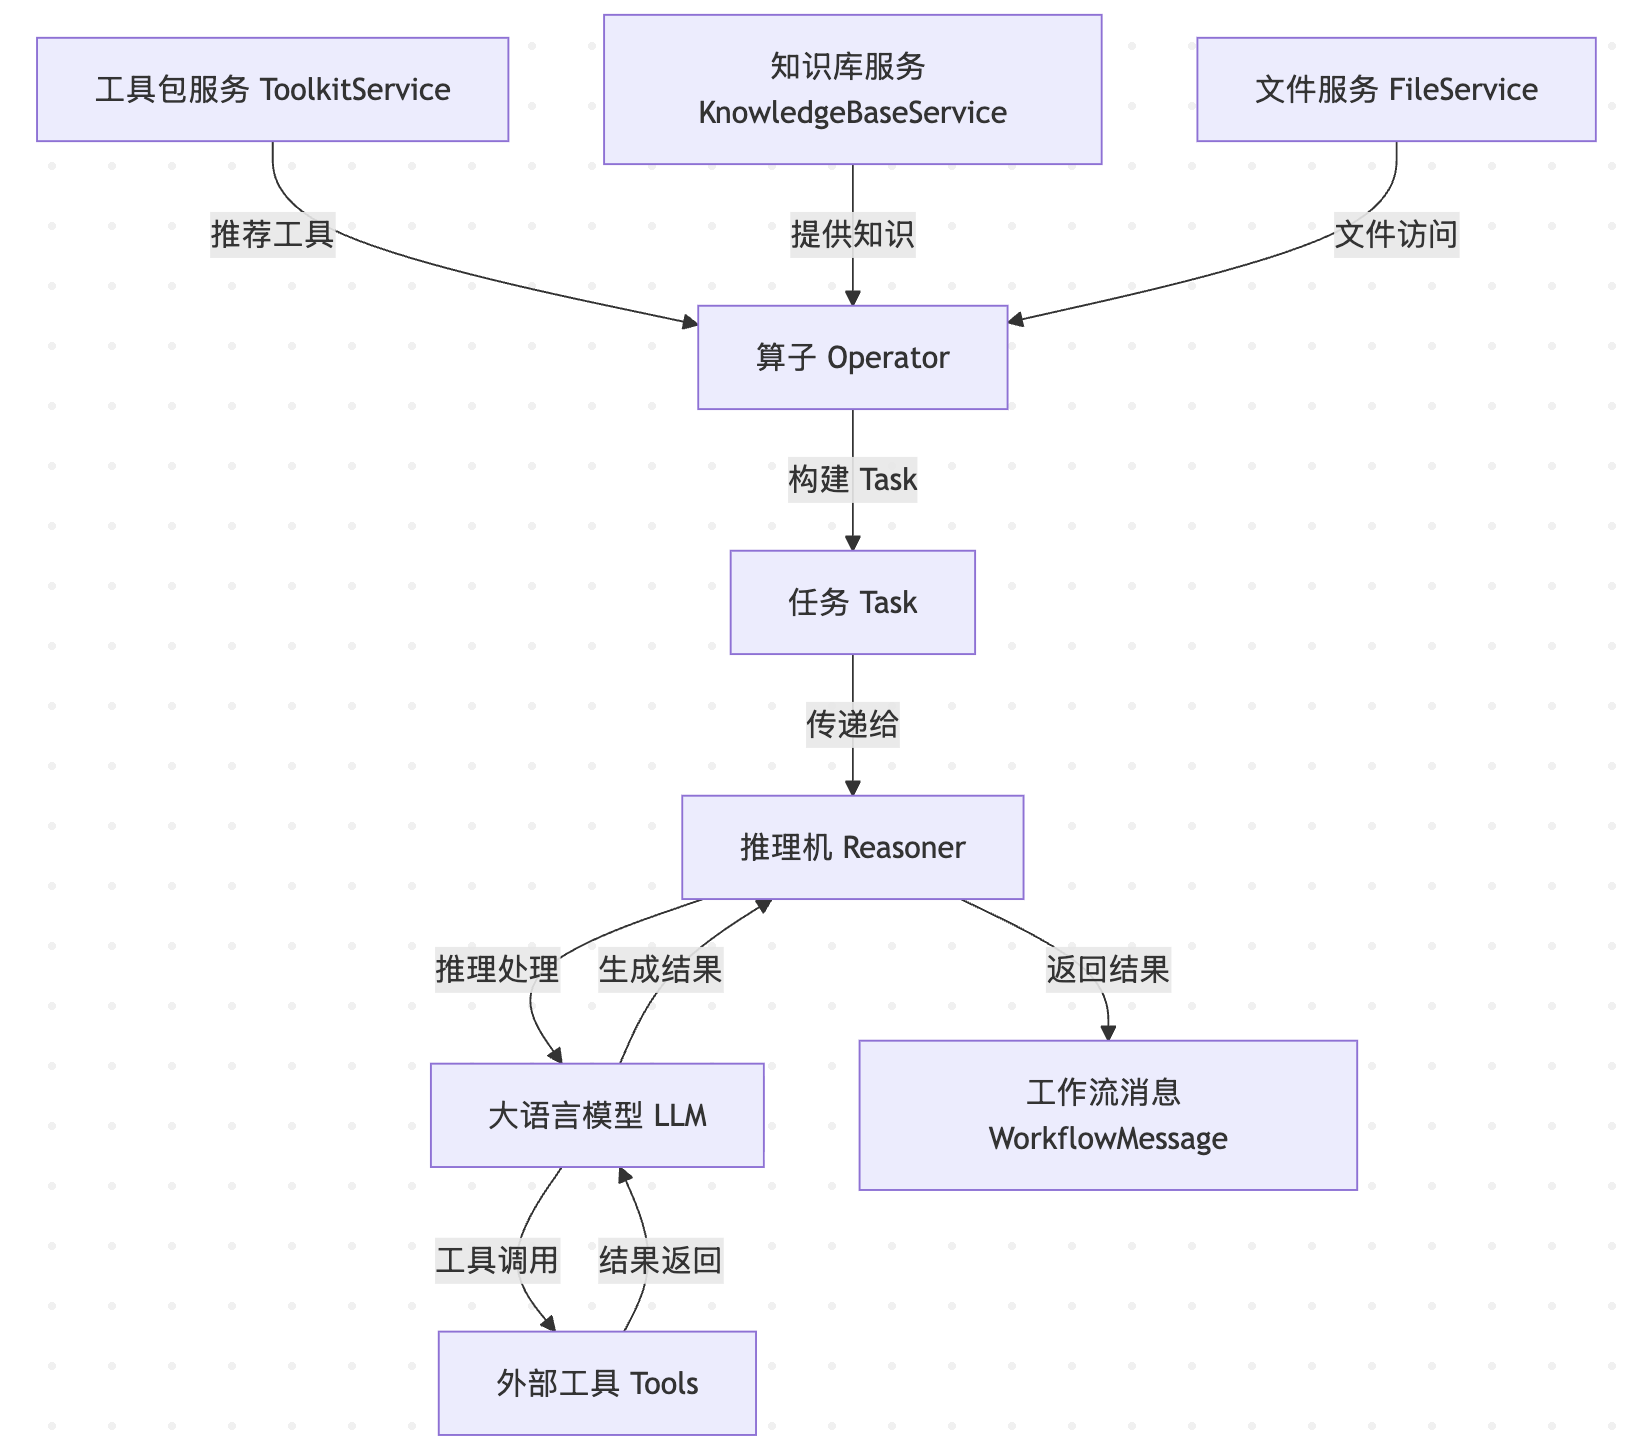 工具包服务 ToolkitService
知识库服务
KnowledgeBaseService
文件服务 FileService
推荐工具
提供知识
文件访问
算子 Operator
构建 Task
任务 Task
传递给
推理机 Reasoner
推理处理
生成结果
返回结果
大语言模型 LLM
工作流消息
WorkflowMessage
工具调用
结果返回
外部工具 Tools